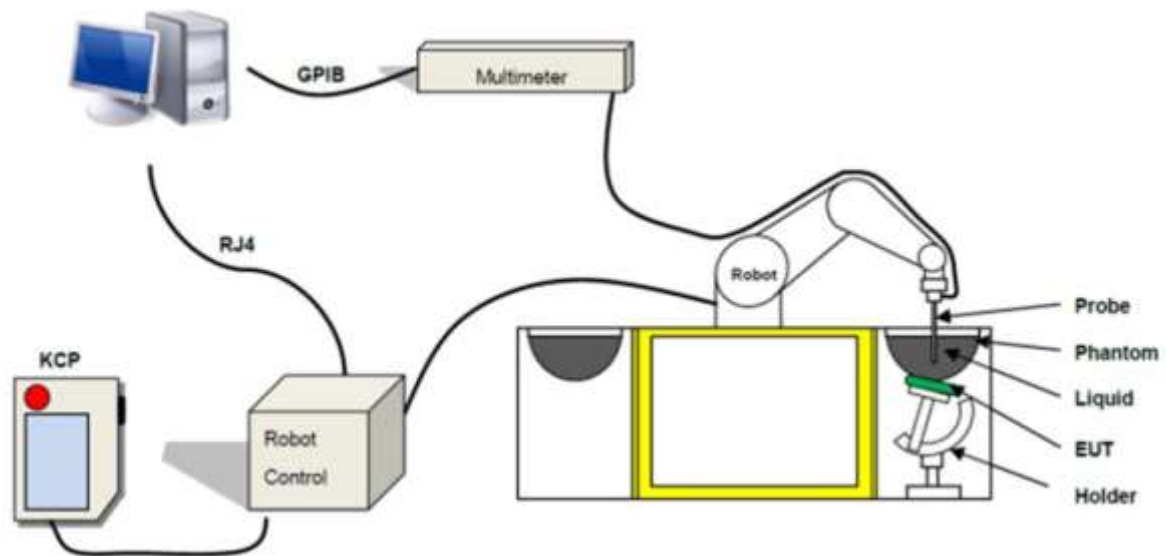 GPIB
Multimeter
RJ4
Robot
Probe
Phantom
KCP
Liquid
Robot
Control
EUT
Holder